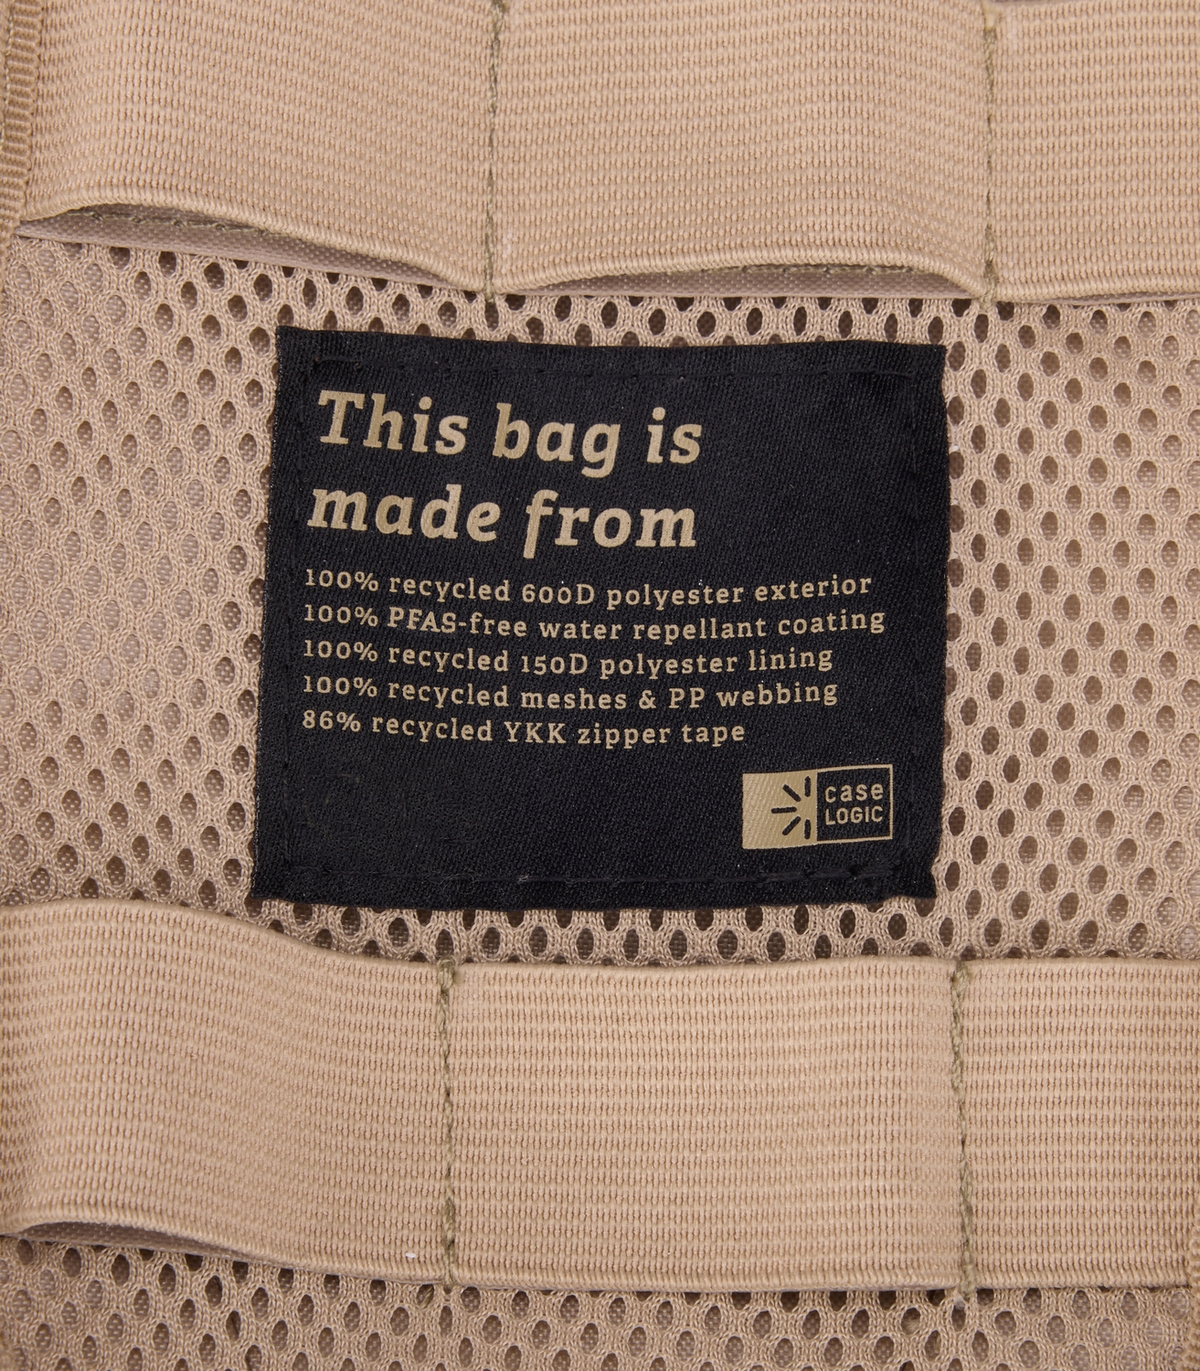 This bag is
made from
100% recycled 600D polyester exterior
100% PFAS-free water repellant coating
100% recycled 150D polyester lining
100% recycled meshes & PP webbing
86% recycled YKK zipper tape
case
LOGIC